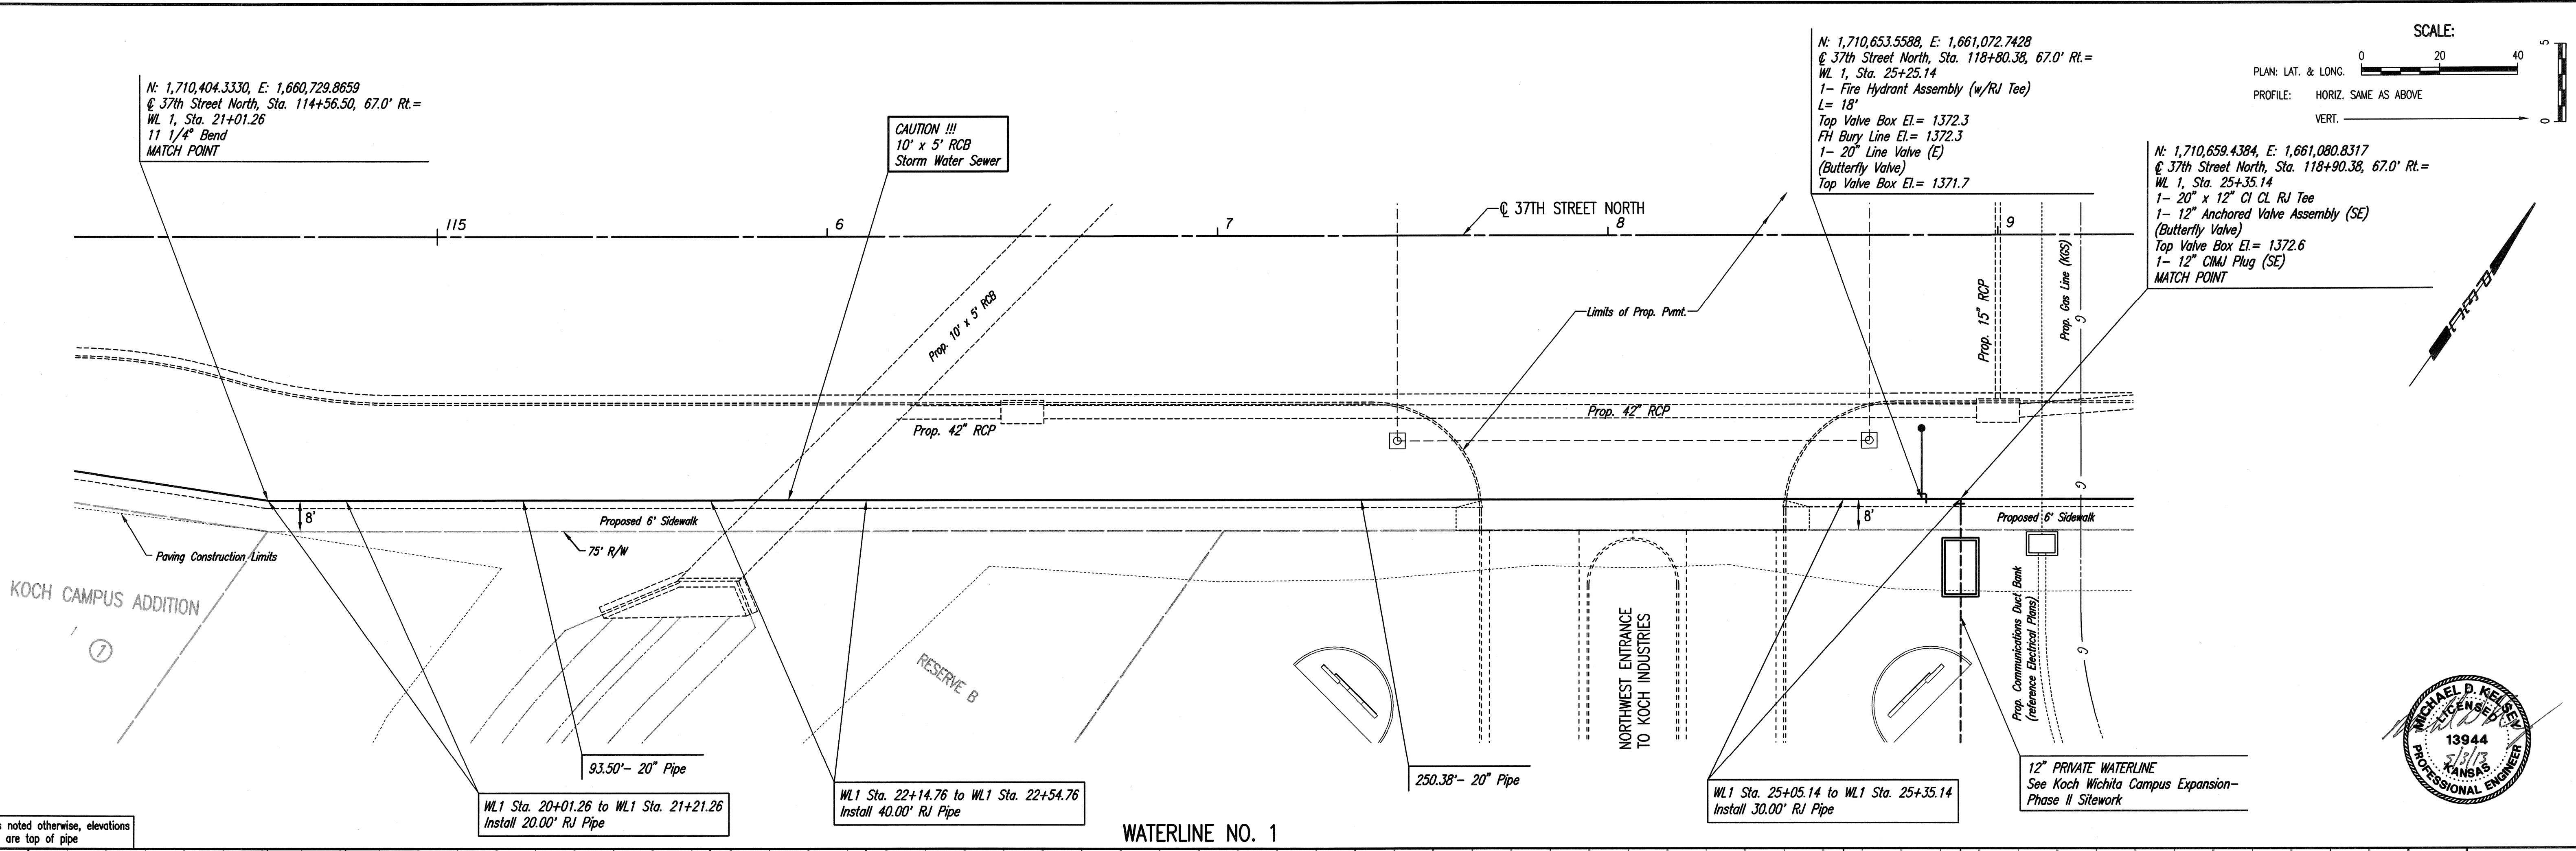 N: 1,710,404.3330, E: 1,660,729.8659
℄ 37th Street North, Sta. 114+56.50, 67.0' Rt.=
WL 1, Sta. 21+01.26
11 1/4° Bend
MATCH POINT
CAUTION !!!
10' x 5' RCB
Storm Water Sewer
N: 1,710,653.5588, E: 1,661,072.7428
℄ 37th Street North, Sta. 118+80.38, 67.0' Rt.=
WL 1, Sta. 25+25.14
1- Fire Hydrant Assembly (w/RJ Tee)
L= 18'
Top Valve Box El.= 1372.3
FH Bury Line El.= 1372.3
1- 20" Line Valve (E)
(Butterfly Valve)
Top Valve Box El.= 1371.7
SCALE:
0 20 40
PLAN: LAT. & LONG.
PROFILE: HORIZ. SAME AS ABOVE
VERT.
5
0
N: 1,710,659.4384, E: 1,661,080.8317
℄ 37th Street North, Sta. 118+90.38, 67.0' Rt.=
WL 1, Sta. 25+35.14
1- 20" x 12" CI CL RJ Tee
1- 12" Anchored Valve Assembly (SE)
(Butterfly Valve)
Top Valve Box El.= 1372.6
1- 12" CIMJ Plug (SE)
MATCH POINT
115
6
7
℄ 37TH STREET NORTH
8
9
Prop. 10' x 5' RCB
Limits of Prop. Pvmt.
Prop. 15" RCP
Prop. Gas Line (KGS)
G
Prop. 42" RCP
Prop. 42" RCP
G
8'
Proposed 6' Sidewalk
8'
Proposed 6' Sidewalk
75' R/W
Paving Construction Limits
KOCH CAMPUS ADDITION
1
RESERVE B
NORTHWEST ENTRANCE
TO KOCH INDUSTRIES
Prop. Communications Duct Bank
(reference Electrical Plans)
G
93.50'- 20" Pipe
250.38'- 20" Pipe
12" PRIVATE WATERLINE
See Koch Wichita Campus Expansion-
Phase II Sitework
WL1 Sta. 20+01.26 to WL1 Sta. 21+21.26
Install 20.00' RJ Pipe
WL1 Sta. 22+14.76 to WL1 Sta. 22+54.76
Install 40.00' RJ Pipe
WL1 Sta. 25+05.14 to WL1 Sta. 25+35.14
Install 30.00' RJ Pipe
MICHAEL D. KELSEY
LICENSED
13944
5/3/13
KANSAS
PROFESSIONAL ENGINEER
noted otherwise, elevations
are top of pipe
WATERLINE NO. 1